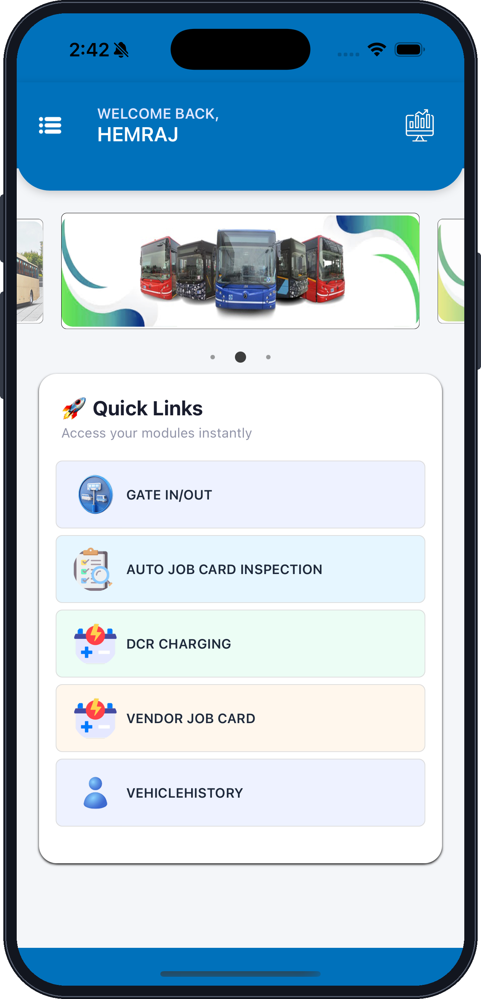 2:42
WELCOME BACK,
HEMRAJ
🚀 Quick Links
Access your modules instantly
GATE IN/OUT
AUTO JOB CARD INSPECTION
DCR CHARGING
VENDOR JOB CARD
VEHICLEHISTORY